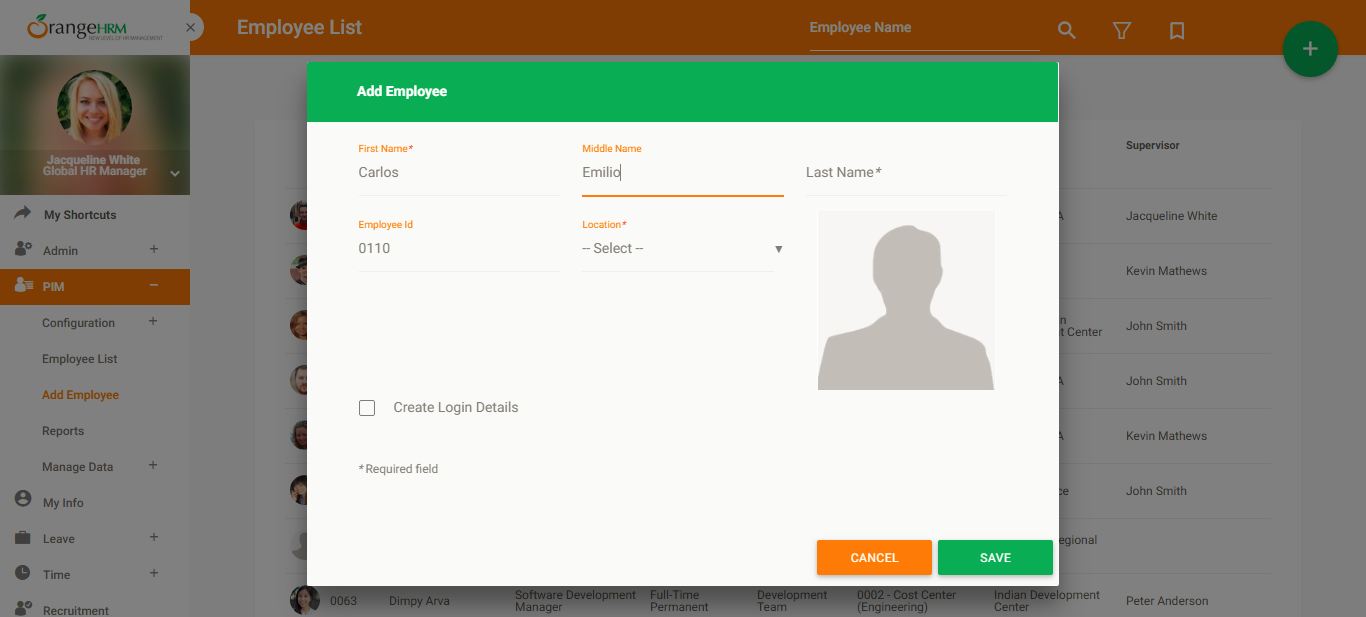 OrangeHRM
NEW LEVEL OF HR MANAGEMENT
Employee List
Employee Name
Jacqueline White
Global HR Manager
My Shortcuts
Admin
PIM
Configuration
Employee List
Add Employee
Reports
Manage Data
My Info
Leave
Time
Recruitment
Add Employee
First Name*
Carlos
Middle Name
Emilio
Last Name*
Employee Id
0110
Location*
-- Select --
Create Login Details
*Required field
CANCEL
SAVE
Supervisor
A
Jacqueline White
Kevin Mathews
n
t Center
John Smith
A
John Smith
A
Kevin Mathews
ce
John Smith
egional
0063
Dimpy Arva
Software Development
Manager
Full-Time
Permanent
Development
Team
0002 - Cost Center
(Engineering)
Indian Development
Center
Peter Anderson